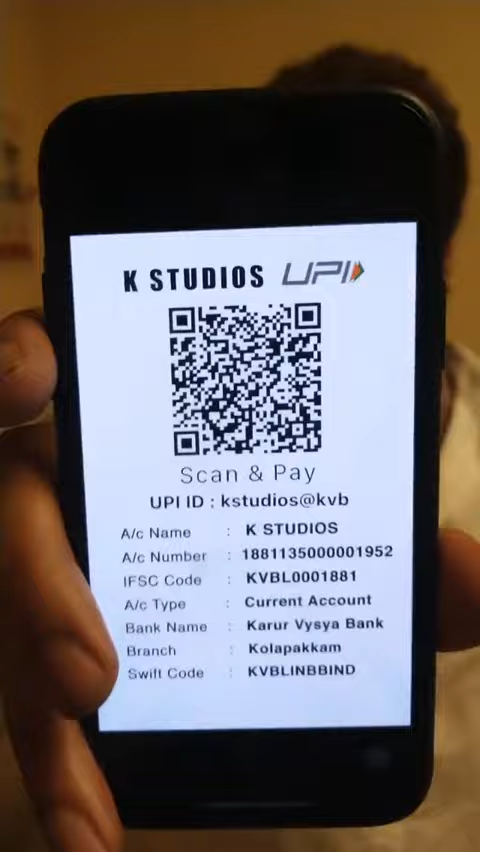 K STUDIOS UPI
Scan & Pay
UPI ID : kstudios@kvb
A/c Name : K STUDIOS
A/c Number : 1881135000001952
IFSC Code : KVBL0001881
A/c Type : Current Account
Bank Name : Karur Vysya Bank
Branch : Kolapakkam
Swift Code : KVBLINBBIND